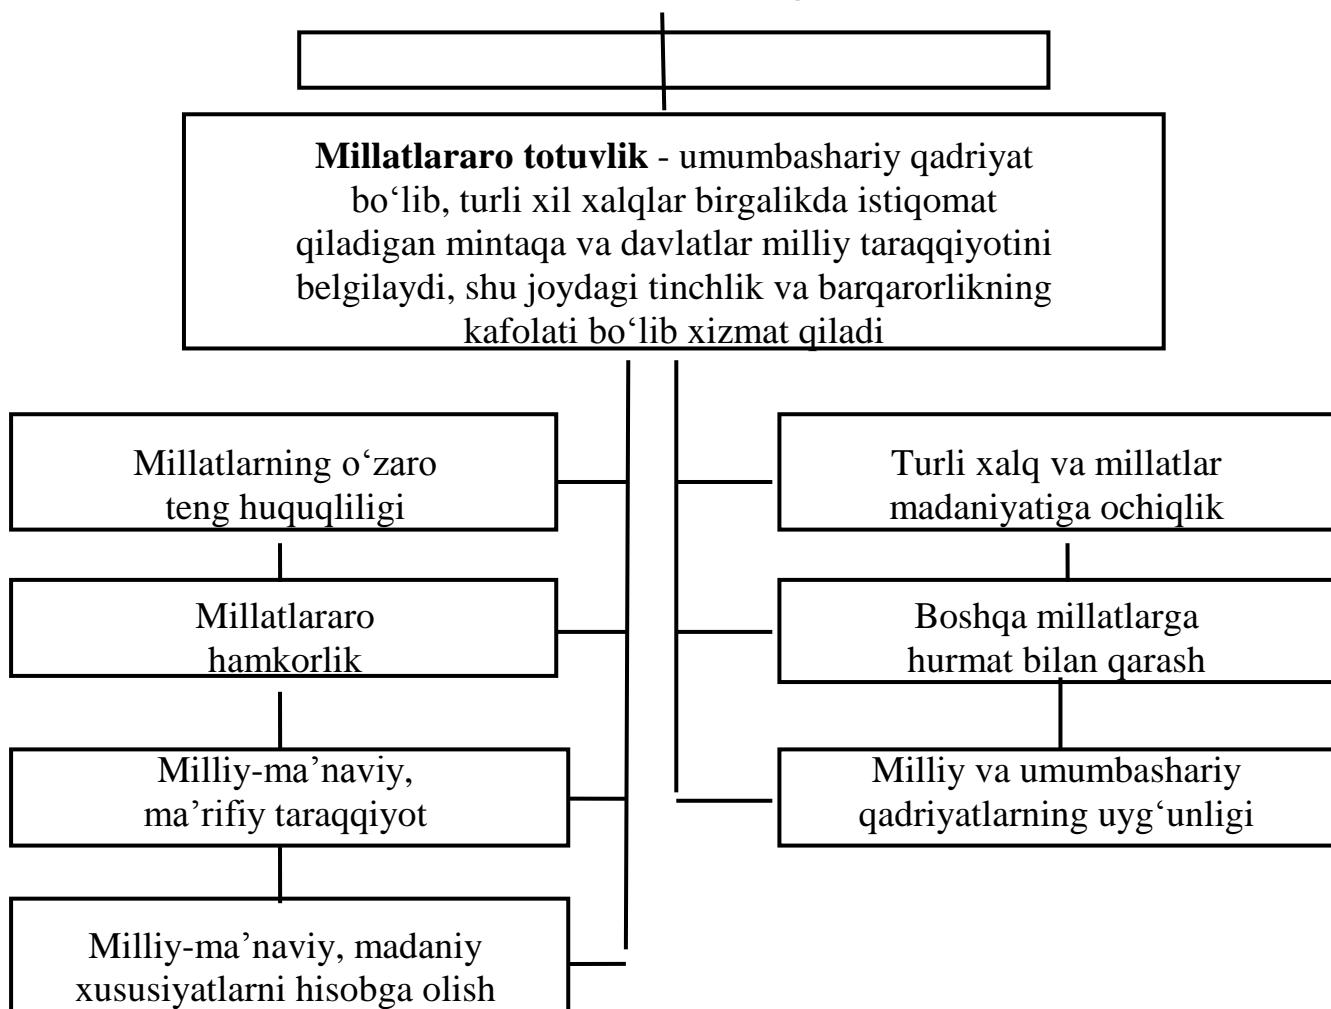 Millatlararo totuvlik - umumbashariy qadriyat
bo‘lib, turli xil xalqlar birgalikda istiqomat
qiladigan mintaqa va davlatlar milliy taraqqiyotini
belgilaydi, shu joydagi tinchlik va barqarorlikning
kafolati bo‘lib xizmat qiladi
Millatlarning o‘zaro
teng huquqliligi
Millatlararo
hamkorlik
Milliy-ma’naviy,
ma’rifiy taraqqiyot
Milliy-ma’naviy, madaniy
xususiyatlarni hisobga olish
Turli xalq va millatlar
madaniyatiga ochiqlik
Boshqa millatlarga
hurmat bilan qarash
Milliy va umumbashariy
qadriyatlarning uyg‘unligi